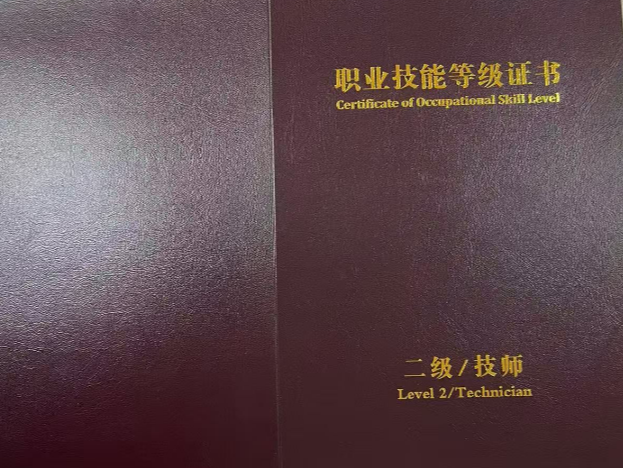 职业技能等级证书
Certificate of Occupational Skill Level
二级/技师
Level 2/Technician